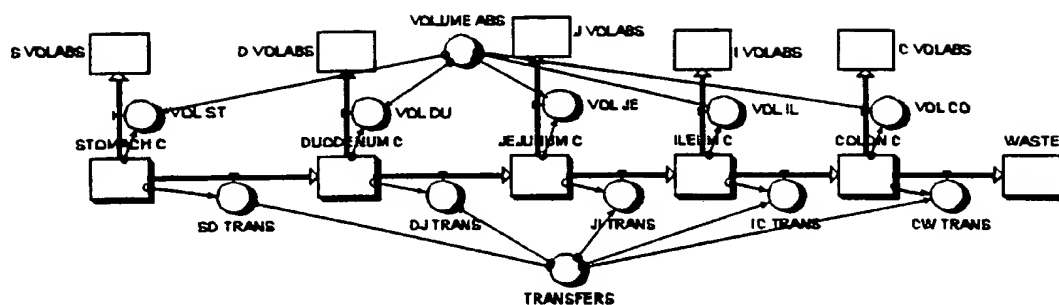 VOLUME ABS
S VOLABS
D VOLABS
J VOLABS
I VOLABS
C VOLABS
VOL ST
VOL DU
VOL JE
VOL IL
VOL CO
STOMACH C
DUODENUM C
JEJUNUM C
ILEUM C
COLON C
WASTE
SD TRANS
DJ TRANS
JI TRANS
IC TRANS
CW TRANS
TRANSFERS